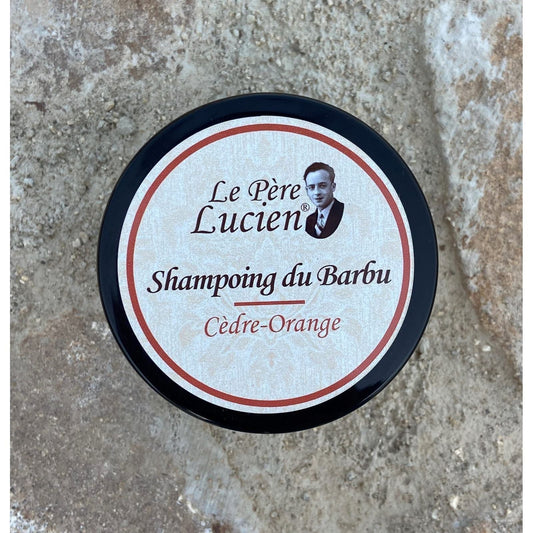 Le Père
Lucien®
Shampoing du Barbu
Cèdre-Orange